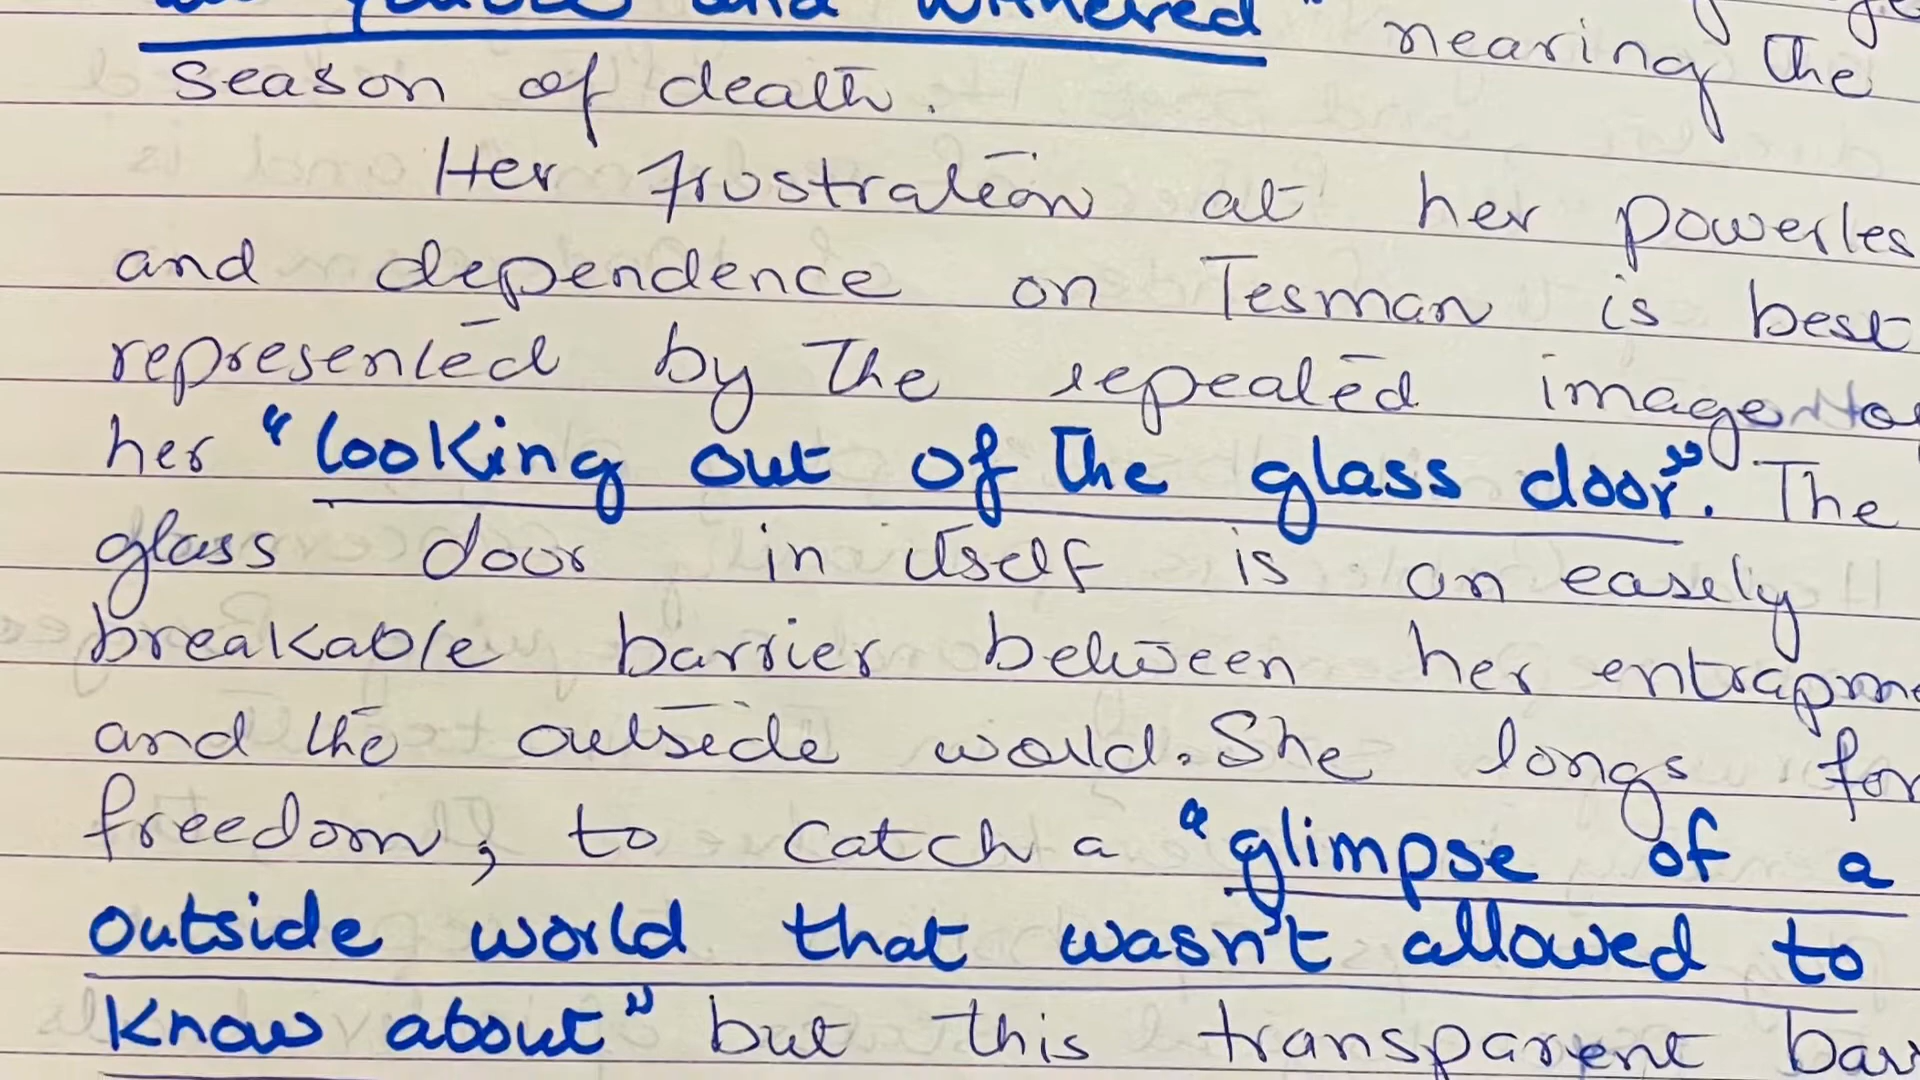 and withered" nearing the
season of death.
Her frustration at her powerles
and dependence on Tesman is best
represented by the repeated image
her "looking out of the glass door". The
glass door in itself is an easily
breakable barrier between her entrapme
and the outside world. She longs for
freedom, to catch a "glimpse of a
outside world that wasn't allowed to
know about" but this transparent bar